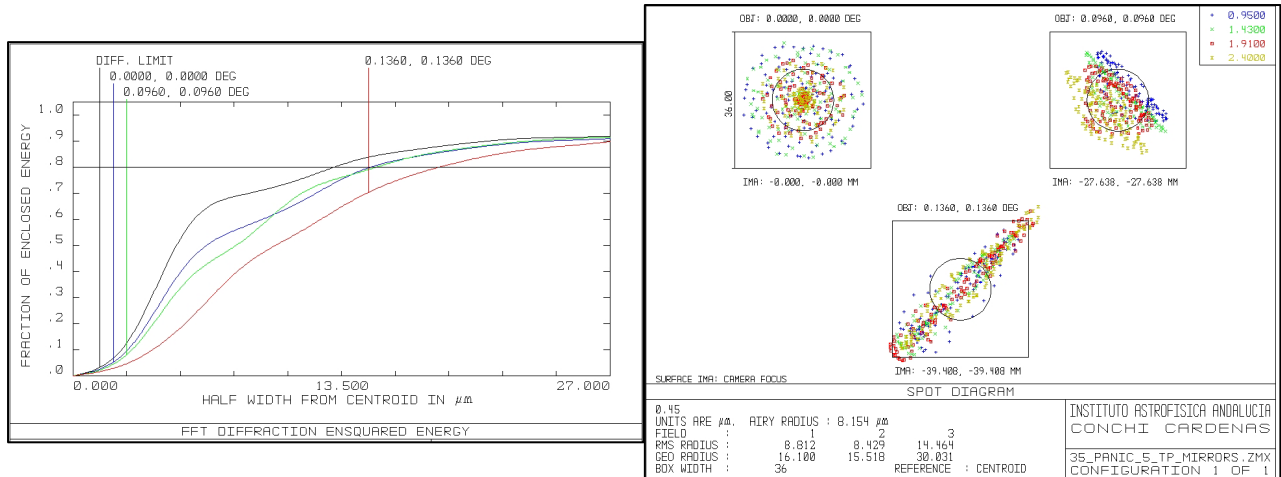 DIFF. LIMIT
0.0000, 0.0000 DEG
0.0960, 0.0960 DEG
0.1360, 0.1360 DEG
1.0
.9
.8
.7
.6
.5
.4
.3
.2
.1
.0
FRACTION OF ENCLOSED ENERGY
0.000
13.500
27.000
HALF WIDTH FROM CENTROID IN µm
FFT DIFFRACTION ENSQUARED ENERGY
OBJ: 0.0000, 0.0000 DEG
36.00
IMA: -0.000, -0.000 MM
OBJ: 0.0960, 0.0960 DEG
IMA: -27.638, -27.638 MM
0.9500
1.4300
1.9100
2.4000
OBJ: 0.1360, 0.1360 DEG
IMA: -39.408, -39.408 MM
SURFACE IMA: CAMERA FOCUS
SPOT DIAGRAM
0.45
UNITS ARE µm. AIRY RADIUS : 8.154 µm
FIELD : 1 2 3
RMS RADIUS : 8.812 8.429 14.464
GEO RADIUS : 16.100 15.518 30.031
BOX WIDTH : 36 REFERENCE : CENTROID
INSTITUTO ASTROFISICA ANDALUCIA
CONCHI CARDENAS
35_PANIC_5_TP_MIRRORS.ZMX
CONFIGURATION 1 OF 1